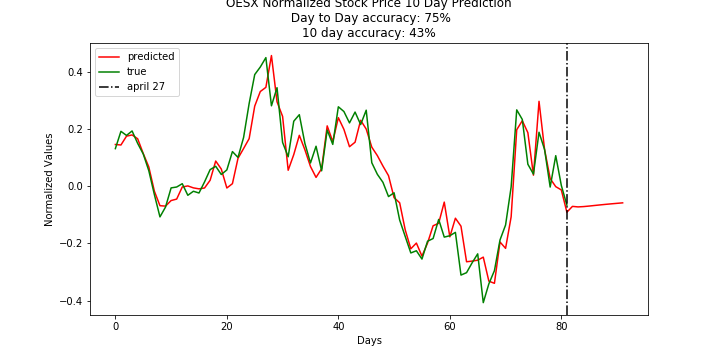 OESX Normalized Stock Price 10 Day Prediction
Day to Day accuracy: 75%
10 day accuracy: 43%
predicted
true
april 27
Normalized Values
0.4
0.2
0.0
−0.2
−0.4
0
20
40
60
80
Days